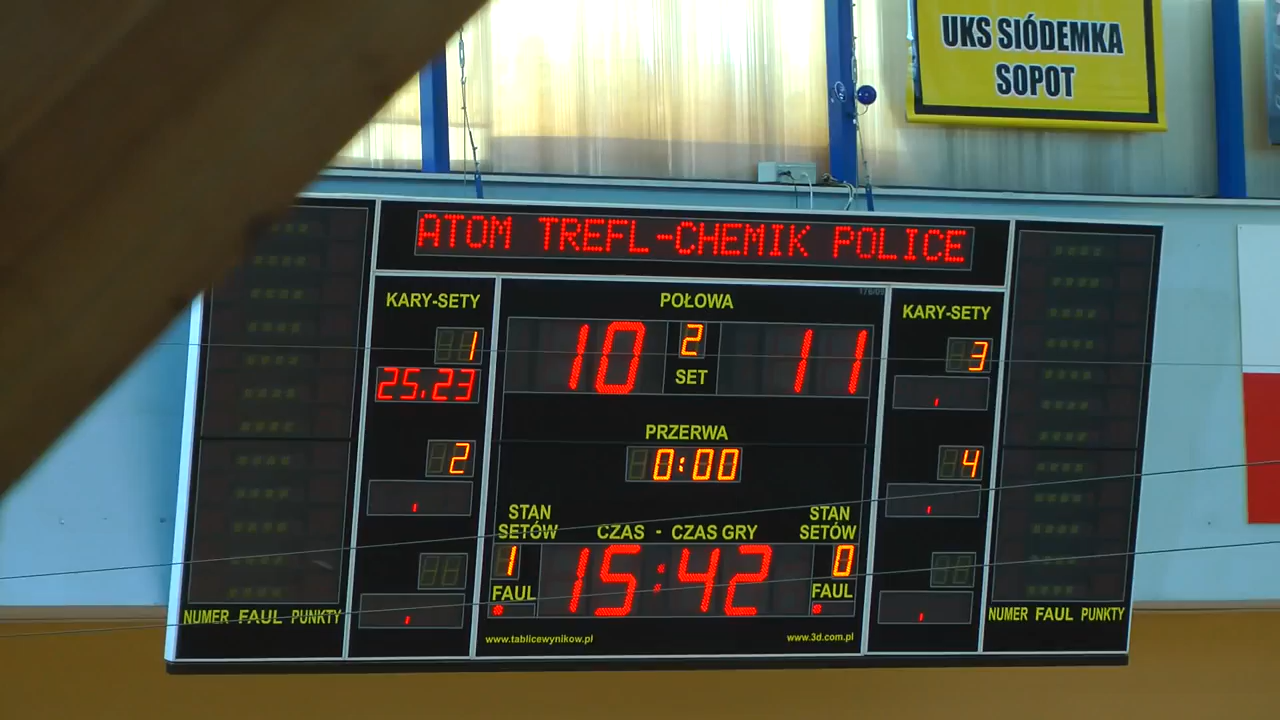 UKS SIÓDEMKA
SOPOT
ATOM TREFL-CHEMIK POLICE
KARY-SETY
POŁOWA
KARY-SETY
1
10
2
11
3
25.23
SET
PRZERWA
2
0:00
4
STAN
SETÓW
CZAS - CZAS GRY
STAN
SETÓW
1
15:42
0
FAUL
FAUL
NUMER FAUL PUNKTY
NUMER FAUL PUNKTY
www.tablicewynikow.pl
www.3d.com.pl